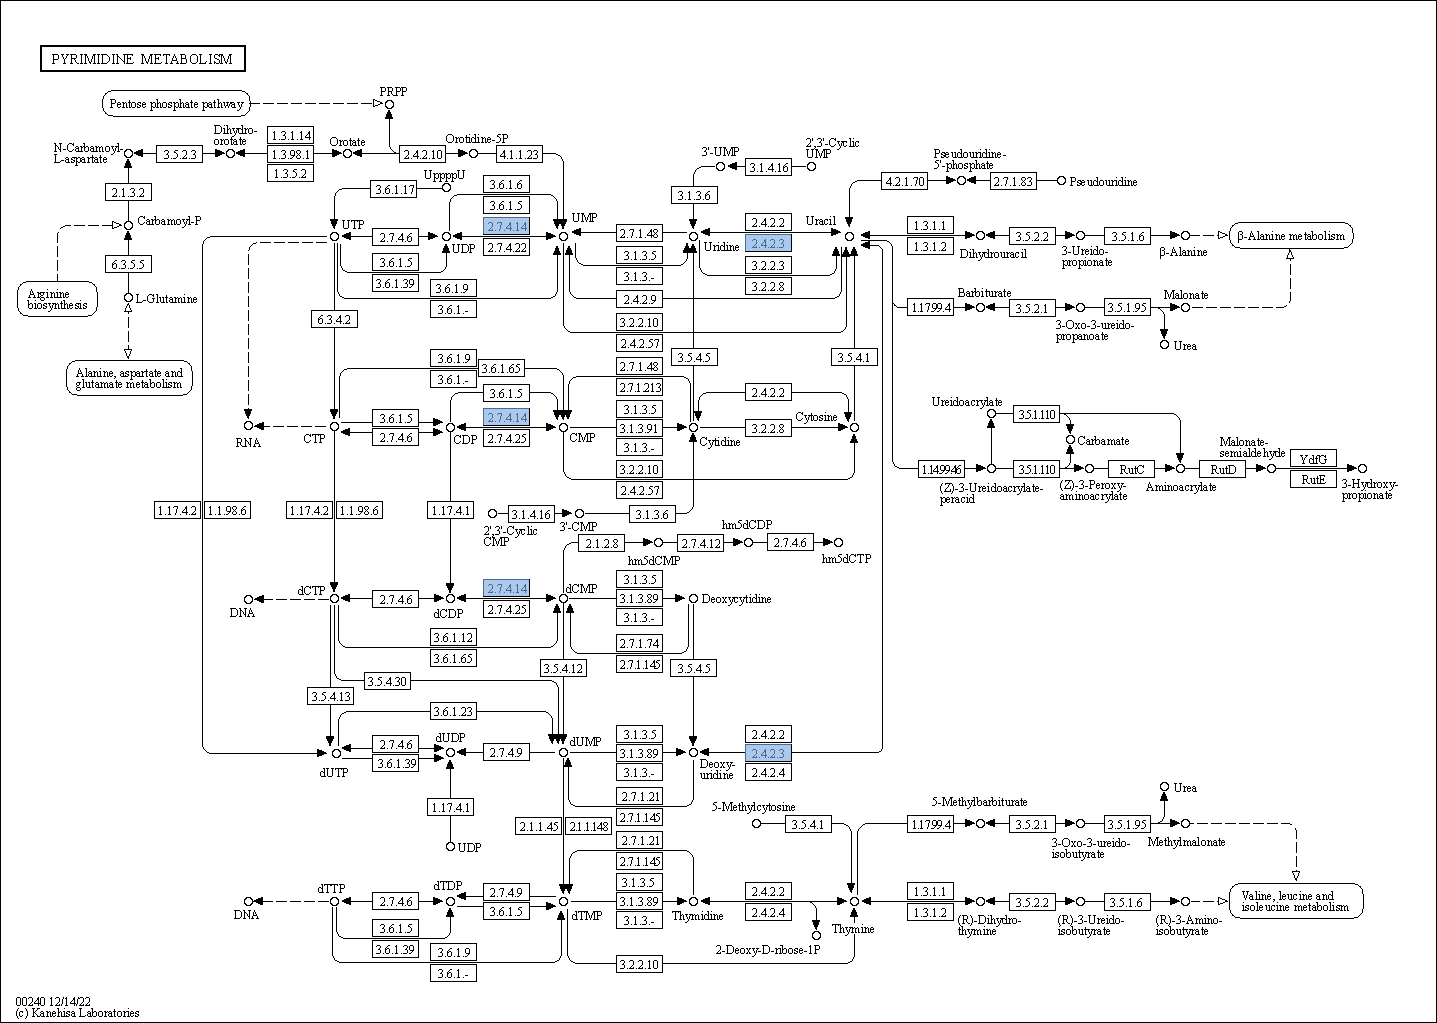 PYRIMIDINE METABOLISM
Pentose phosphate pathway
PRPP
N-Carbamoyl-
L-aspartate
3.5.2.3
Dihydro-
orotate
1.3.1.14
1.3.98.1
1.3.5.2
Orotate
2.4.2.10
Orotidine-5P
4.1.1.23
2.1.3.2
Carbamoyl-P
6.3.5.5
L-Glutamine
Arginine
biosynthesis
Alanine, aspartate and
glutamate metabolism
UppppU
3.6.1.17
3.6.1.6
3.6.1.5
2.7.4.14
2.7.4.22
UTP
2.7.4.6
UDP
3.6.1.5
3.6.1.39
3.6.1.9
3.6.1.-
UMP
2.7.1.48
3.1.3.5
3.1.3.-
2.4.2.9
3.2.2.10
2.4.2.57
3'-UMP
3.1.4.16
2',3'-Cyclic
UMP
3.1.3.6
Uridine
2.4.2.2
2.4.2.3
3.2.2.3
3.2.2.8
Uracil
4.2.1.70
Pseudouridine-
5'-phosphate
2.7.1.83
Pseudouridine
1.3.1.1
1.3.1.2
Dihydrouracil
3.5.2.2
3-Ureido-
propionate
3.5.1.6
β-Alanine
β-Alanine metabolism
1.1.799.4
Barbiturate
3.5.2.1
3-Oxo-3-ureido-
propanoate
3.5.1.95
Malonate
Urea
6.3.4.2
3.6.1.9
3.6.1.-
3.6.1.65
3.6.1.5
2.7.4.14
2.7.4.25
RNA
CTP
3.6.1.5
2.7.4.6
CDP
CMP
2.7.1.48
2.7.1.213
3.1.3.5
3.1.3.91
3.1.3.-
3.2.2.10
2.4.2.57
3.5.4.5
Cytidine
2.4.2.2
3.2.2.8
Cytosine
3.5.4.1
Ureidoacrylate
3.5.1.110
Carbamate
1.14.99.46
(Z)-3-Ureidoacrylate-
peracid
3.5.1.110
(Z)-3-Peroxy-
aminoacrylate
RutC
Aminoacrylate
RutD
Malonate-
semialdehyde
YdfG
RutE
3-Hydroxy-
propionate
1.17.4.2
1.1.98.6
1.17.4.2
1.1.98.6
1.17.4.1
2',3'-Cyclic
CMP
3.1.4.16
3'-CMP
3.1.3.6
2.1.2.8
hm5dCMP
2.7.4.12
hm5dCDP
2.7.4.6
hm5dCTP
DNA
dCTP
2.7.4.6
dCDP
2.7.4.14
2.7.4.25
dCMP
3.1.3.5
3.1.3.89
3.1.3.-
Deoxycytidine
3.6.1.12
3.6.1.65
2.7.1.74
2.7.1.145
3.5.4.12
3.5.4.5
3.5.4.30
3.5.4.13
3.6.1.23
dUTP
2.7.4.6
3.6.1.39
dUDP
2.7.4.9
dUMP
3.1.3.5
3.1.3.89
3.1.3.-
2.7.1.21
2.7.1.145
Deoxy-
uridine
2.4.2.2
2.4.2.3
2.4.2.4
1.17.4.1
UDP
2.1.1.45
2.1.1.148
2.7.1.21
2.7.1.145
5-Methylcytosine
3.5.4.1
1.1.799.4
5-Methylbarbiturate
3.5.2.1
3-Oxo-3-ureido-
isobutyrate
3.5.1.95
Urea
Methylmalonate
DNA
dTTP
2.7.4.6
dTDP
2.7.4.9
3.6.1.5
dTMP
3.1.3.5
3.1.3.89
3.1.3.-
Thymidine
2.4.2.2
2.4.2.4
2-Deoxy-D-ribose-1P
Thymine
1.3.1.1
1.3.1.2
(R)-Dihydro-
thymine
3.5.2.2
(R)-3-Ureido-
isobutyrate
3.5.1.6
(R)-3-Amino-
isobutyrate
Valine, leucine and
isoleucine metabolism
3.6.1.5
3.6.1.39
3.6.1.9
3.6.1.-
3.2.2.10
00240 12/14/22
(c) Kanehisa Laboratories